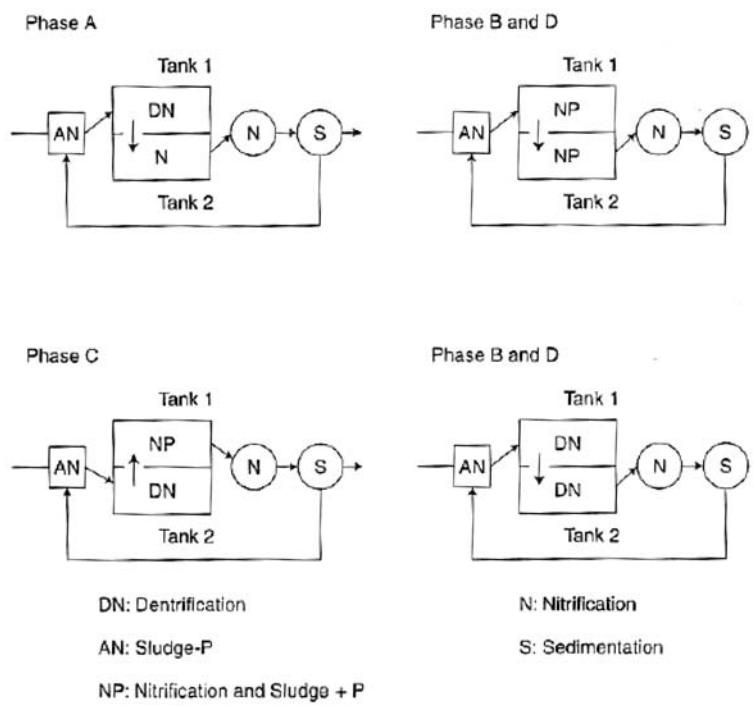 Phase A
Tank 1
AN
DN
N
N
S
Tank 2
Phase B and D
Tank 1
AN
NP
NP
N
S
Tank 2
Phase C
Tank 1
AN
NP
DN
N
S
Tank 2
Phase B and D
Tank 1
AN
DN
DN
N
S
Tank 2
DN: Dentrification
N: Nitrification
AN: Sludge-P
S: Sedimentation
NP: Nitrification and Sludge + P